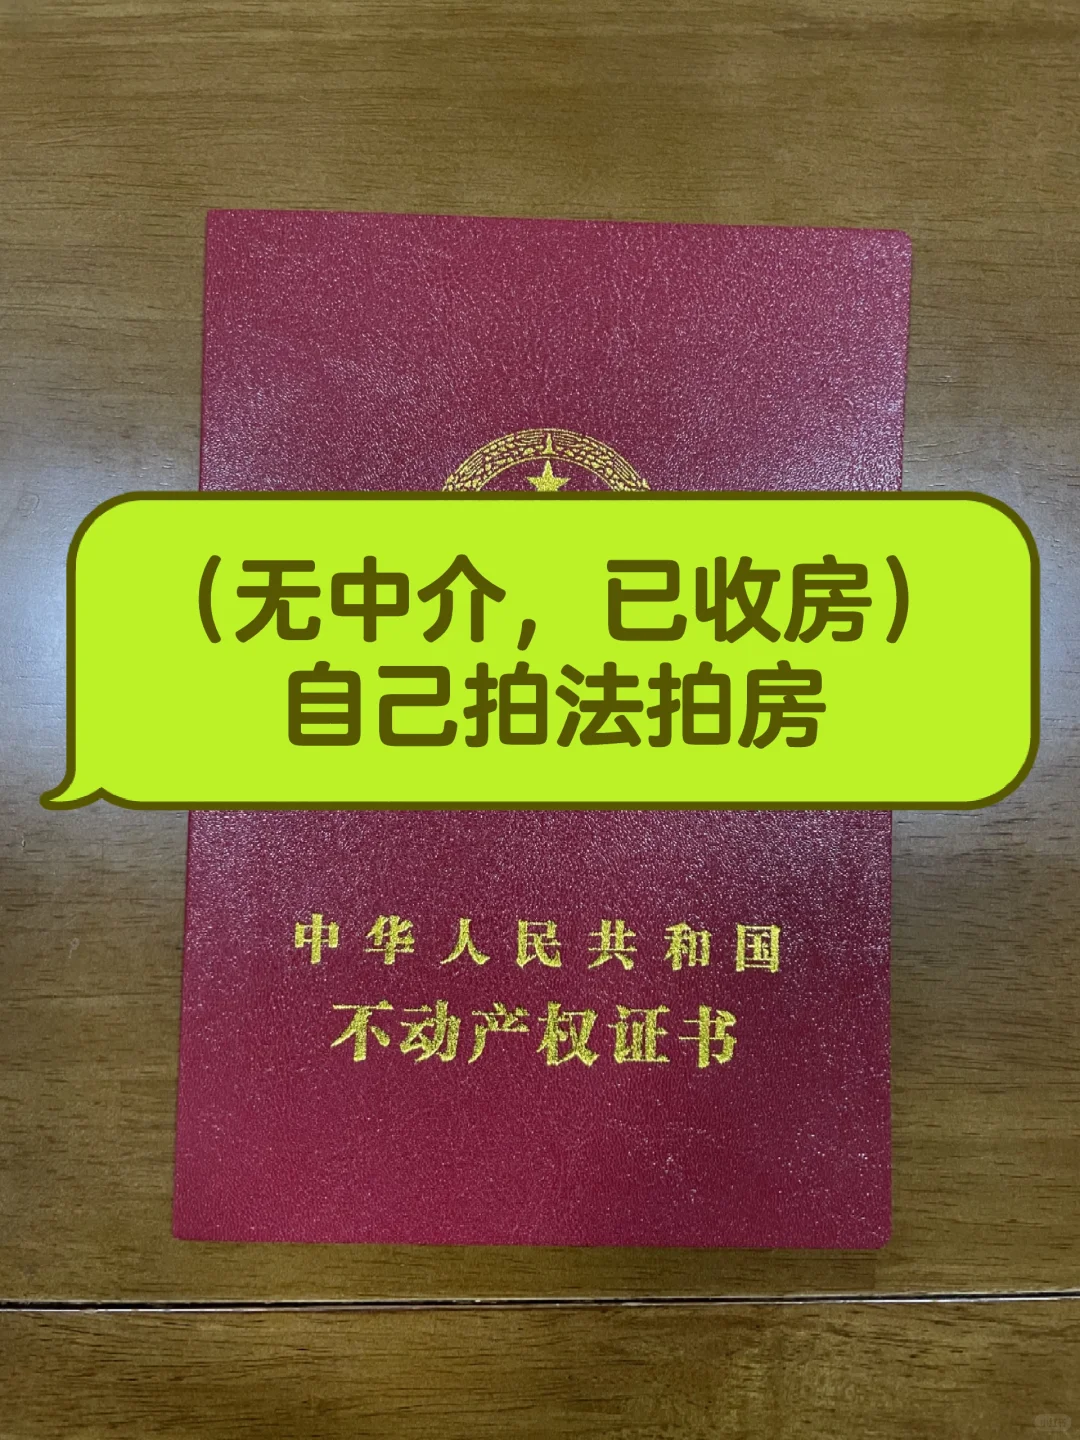 （无中介，已收房）
自己拍法拍房
中华人民共和国
不动产权证书